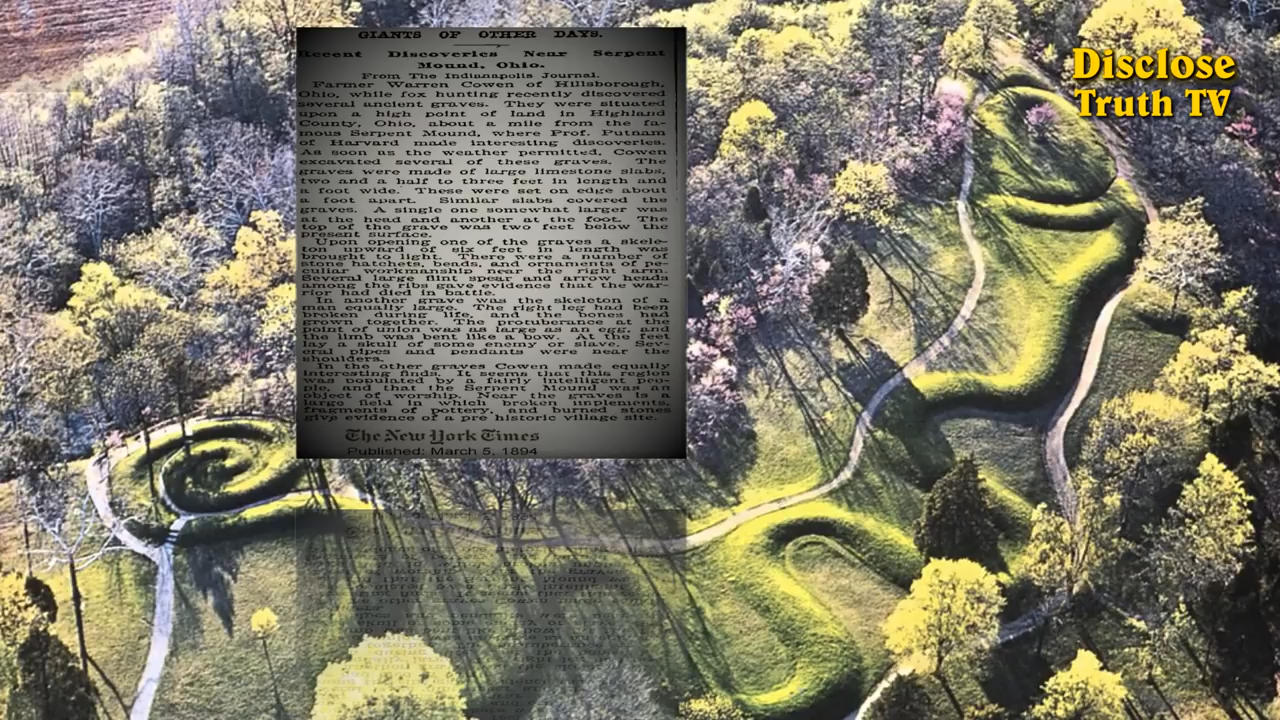 GIANTS OF OTHER DAYS.
Recent Discoveries Near Serpent
Mound, Ohio.
From The Indianapolis Journal.
Farmer Warren Cowen of Hillsborough,
Ohio, while fox hunting recently discovered
several ancient graves. They were situated
upon a high point of land in Highland
County, Ohio, about a mile from the fa-
mous Serpent Mound, where Prof. Putnam
of Harvard made interesting discoveries.
As soon as the weather permitted, Cowen
excavated several of these graves. The
graves were made of large limestone slabs,
two and a half to three feet in length and
a foot wide. These were set on edge about
a foot apart. Similar slabs covered the
graves. A single one somewhat larger was
at the head and another at the foot. The
top of the grave was two feet below the
present surface.
Upon opening one of the graves a skele-
ton upward of six feet in length was
brought to light. There were a number of
stone hatchets, beads, and ornaments of pe-
culiar workmanship near the right arm.
Several large flint spear and arrow heads
among the ribs gave evidence that the war-
rior had died in battle.
In another grave was the skeleton of a
man equally large. The right leg had been
broken during life, and the bones had
grown together. The protuberance at the
point of union was as large as an egg, and
the limb was bent like a bow. At the feet
lay a skull of some enemy or slave. Sev-
eral pipes and pendants were near the
shoulders.
In the other graves Cowen made equally
interesting finds. It seems that this region
was populated by a fairly intelligent peo-
ple, and that the Serpent Mound was an
object of worship. Near the graves is a
large field in which broken implements,
fragments of pottery, and burned stones
give evidence of a pre historic village site.
The New York Times
Published: March 5, 1894
Disclose
Truth TV